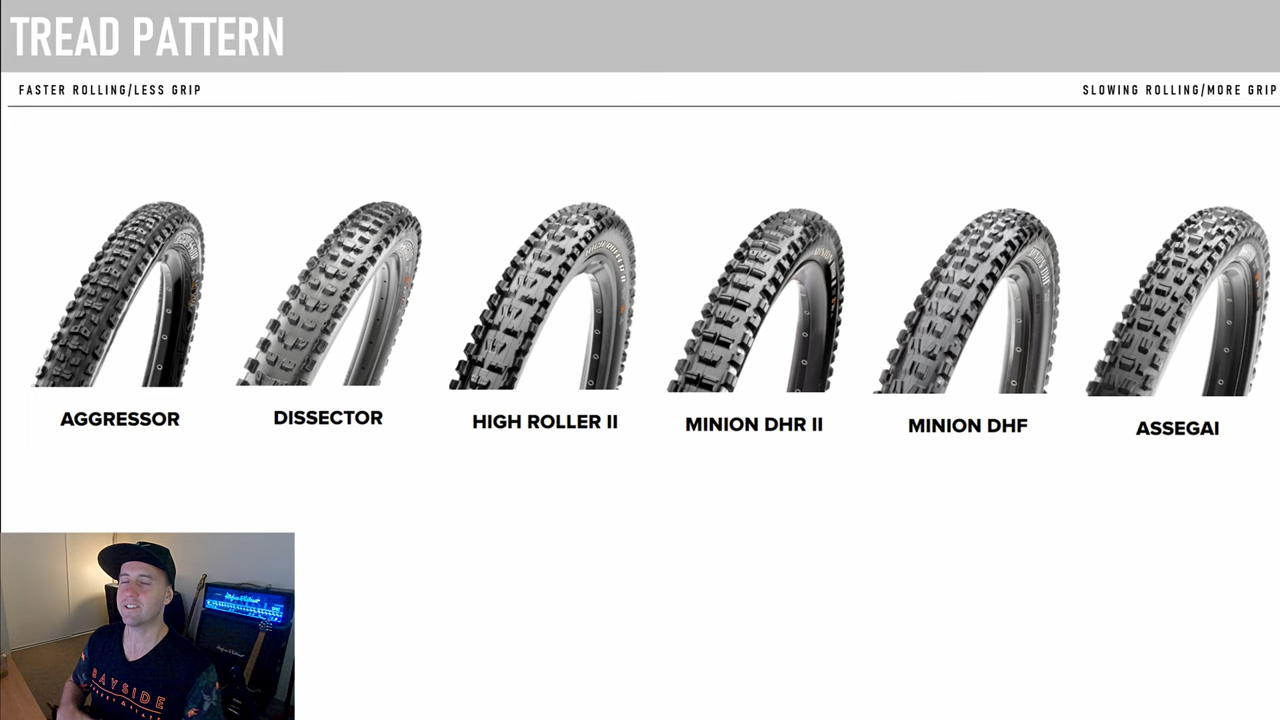 TREAD PATTERN
FASTER ROLLING/LESS GRIP
SLOWING ROLLING/MORE GRIP
AGGRESSOR
DISSECTOR
HIGH ROLLER II
MINION DHR II
MINION DHF
ASSEGAI
BAYSIDE